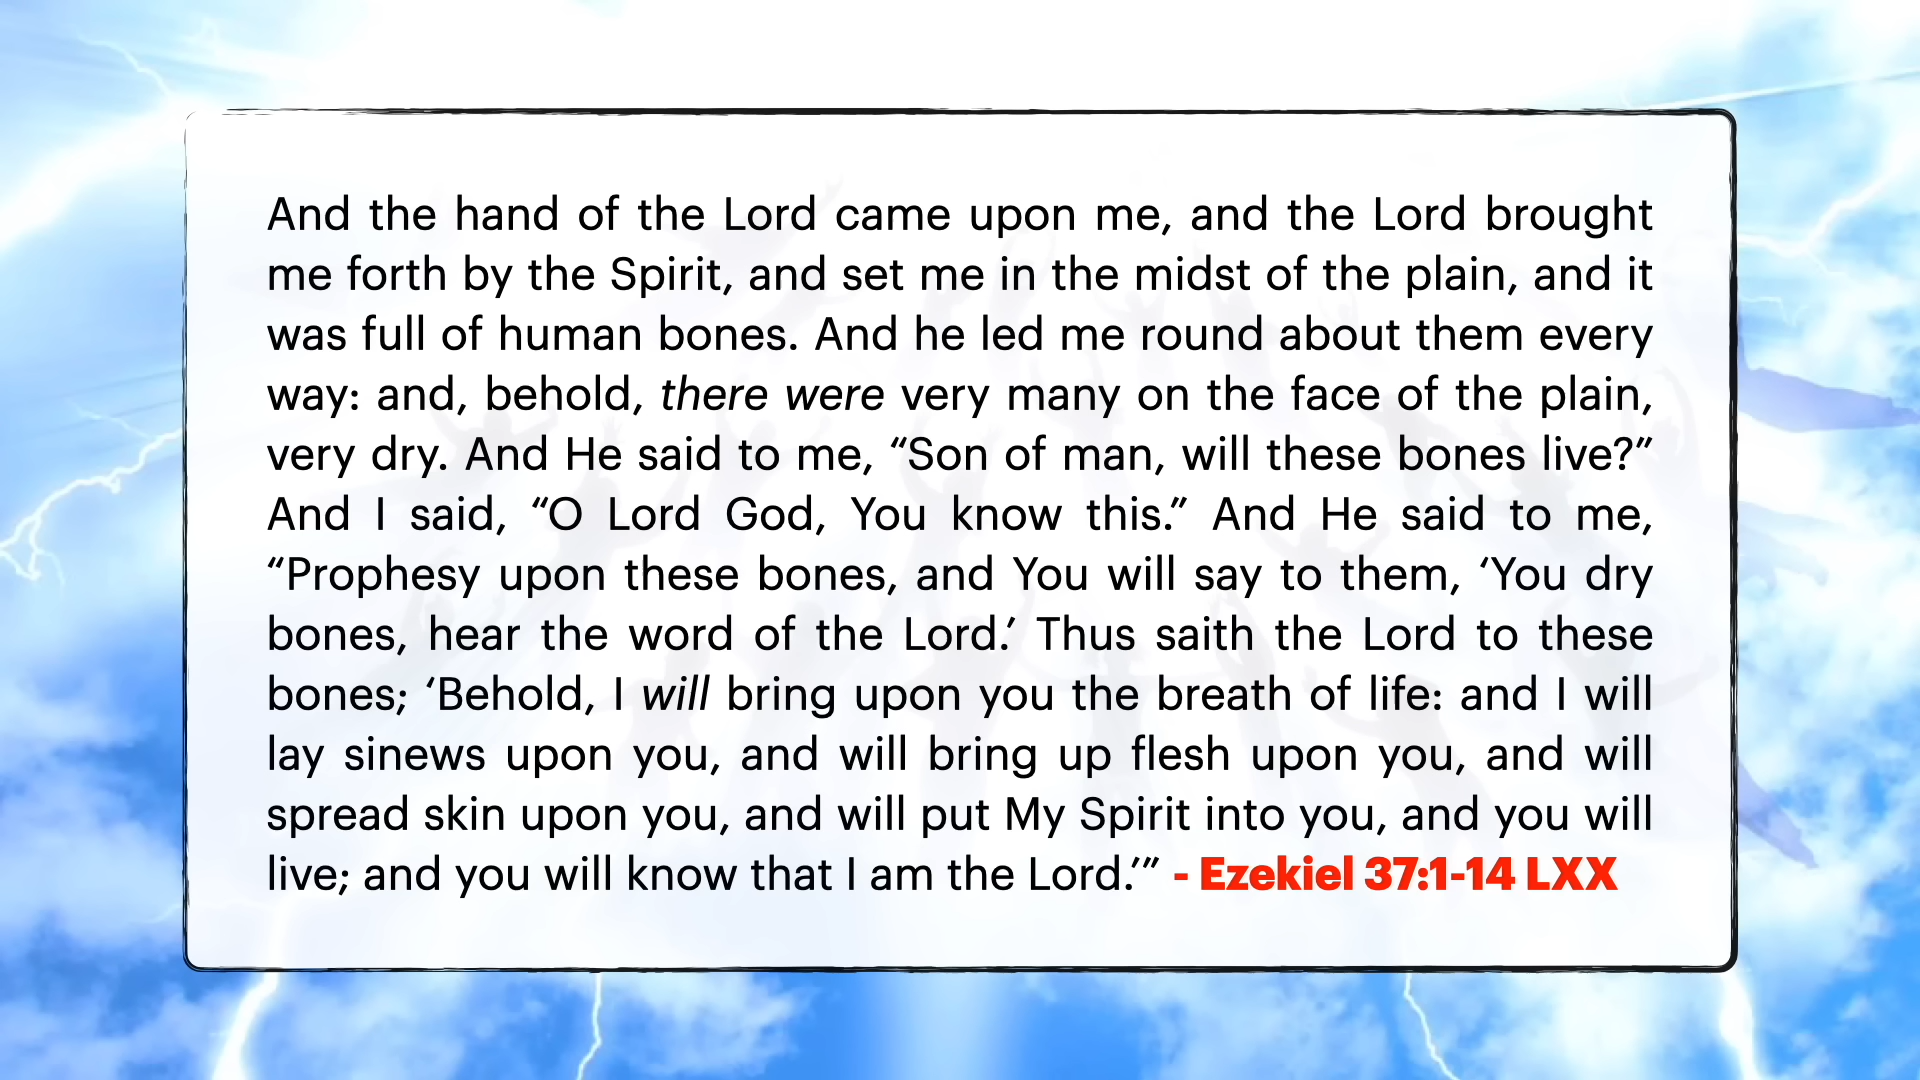 And the hand of the Lord came upon me, and the Lord brought
me forth by the Spirit, and set me in the midst of the plain, and it
was full of human bones. And he led me round about them every
way: and, behold, there were very many on the face of the plain,
very dry. And He said to me, “Son of man, will these bones live?”
And I said, “O Lord God, You know this.” And He said to me,
“Prophesy upon these bones, and You will say to them, ‘You dry
bones, hear the word of the Lord.’ Thus saith the Lord to these
bones; ‘Behold, I will bring upon you the breath of life: and I will
lay sinews upon you, and will bring up flesh upon you, and will
spread skin upon you, and will put My Spirit into you, and you will
live; and you will know that I am the Lord.’” - Ezekiel 37:1-14 LXX